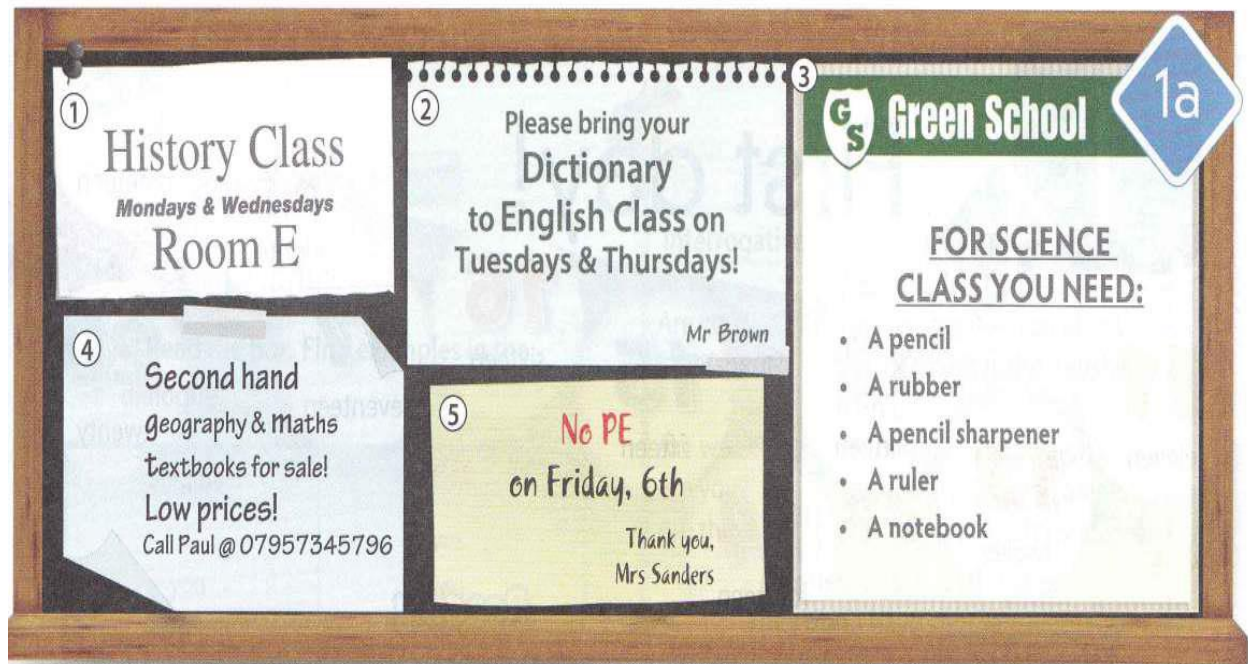 1
History Class
Mondays & Wednesdays
Room E
2
Please bring your
Dictionary
to English Class on
Tuesdays & Thursdays!
Mr Brown
3
GS Green School
1a
FOR SCIENCE
CLASS YOU NEED:
• A pencil
• A rubber
• A pencil sharpener
• A ruler
• A notebook
4
Second hand
geography & maths
textbooks for sale!
Low prices!
Call Paul @ 07957345796
5
No PE
on Friday, 6th
Thank you,
Mrs Sanders